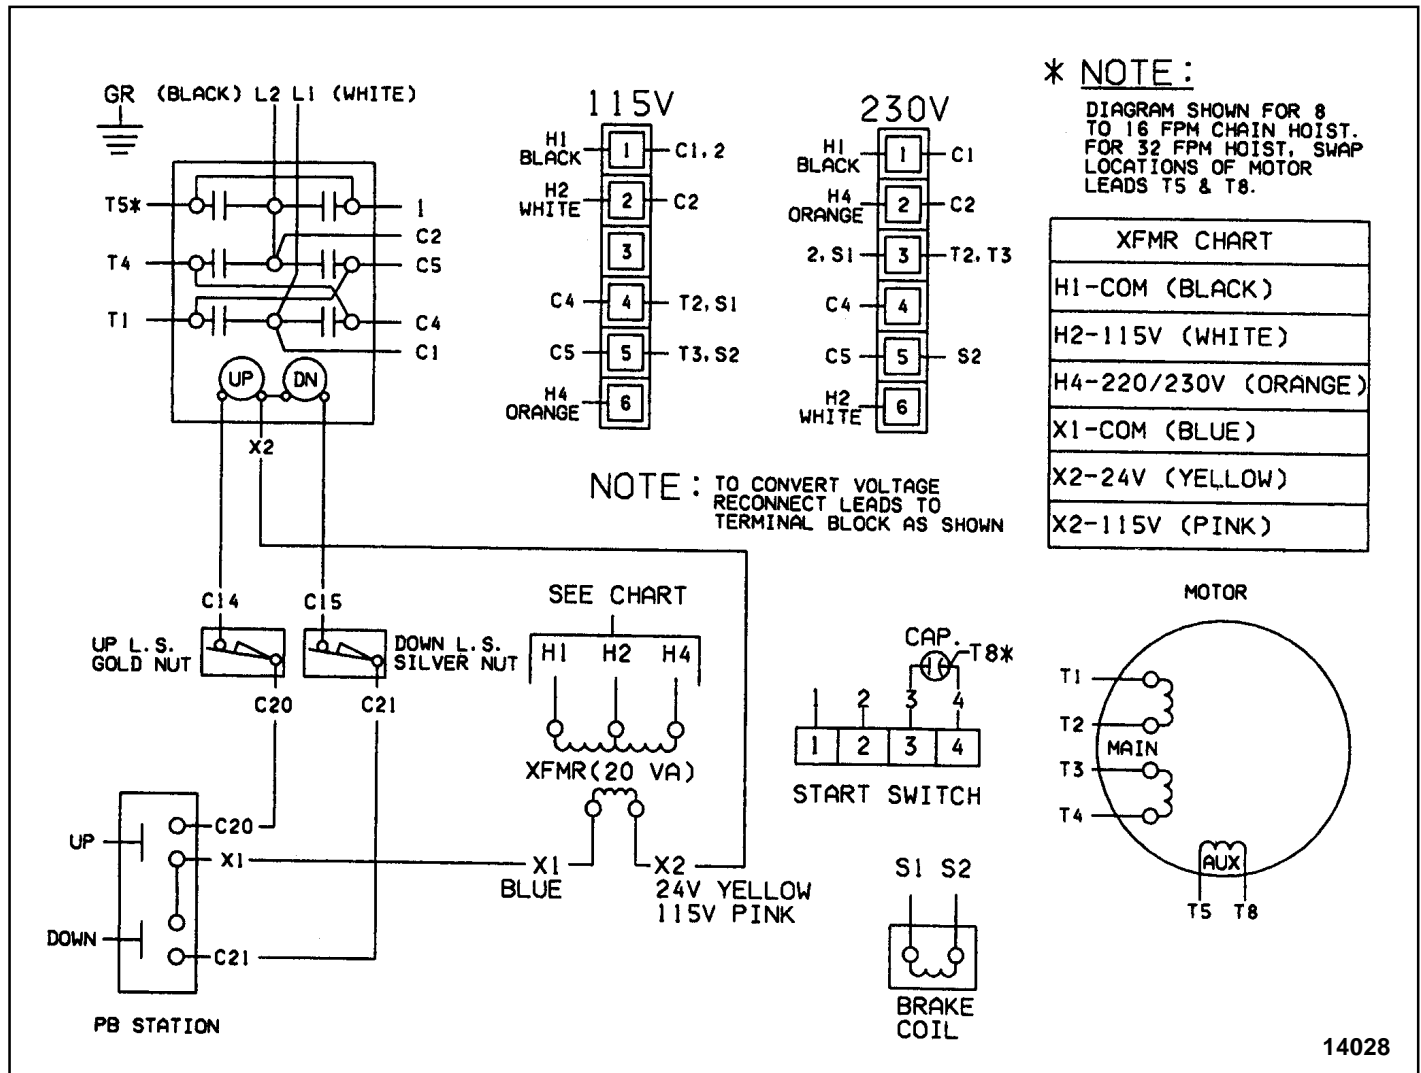 GR (BLACK) L2 L1 (WHITE)
T5*
1
C2
T4
C5
T1
C4
C1
UP
DN
X2
115V
H1
BLACK
1
C1,2
H2
WHITE
2
C2
3
C4
4
T2,S1
C5
5
T3,S2
H4
ORANGE
6
230V
H1
BLACK
1
C1
H4
ORANGE
2
C2
2,S1
3
T2,T3
C4
4
C5
5
S2
H2
WHITE
6
* NOTE:
DIAGRAM SHOWN FOR 8
TO 16 FPM CHAIN HOIST.
FOR 32 FPM HOIST, SWAP
LOCATIONS OF MOTOR
LEADS T5 & T8.
XFMR CHART
H1-COM (BLACK)
H2-115V (WHITE)
H4-220/230V (ORANGE)
X1-COM (BLUE)
X2-24V (YELLOW)
X2-115V (PINK)
NOTE: TO CONVERT VOLTAGE
RECONNECT LEADS TO
TERMINAL BLOCK AS SHOWN
C14
C15
UP L.S.
GOLD NUT
DOWN L.S.
SILVER NUT
C20
C21
UP
C20
X1
DOWN
C21
PB STATION
SEE CHART
H1 H2 H4
XFMR(20 VA)
X1
BLUE
X2
24V YELLOW
115V PINK
CAP.
T8*
1 2 3 4
1 2 3 4
START SWITCH
S1 S2
BRAKE
COIL
MOTOR
T1
T2
MAIN
T3
T4
AUX
T5 T8
14028